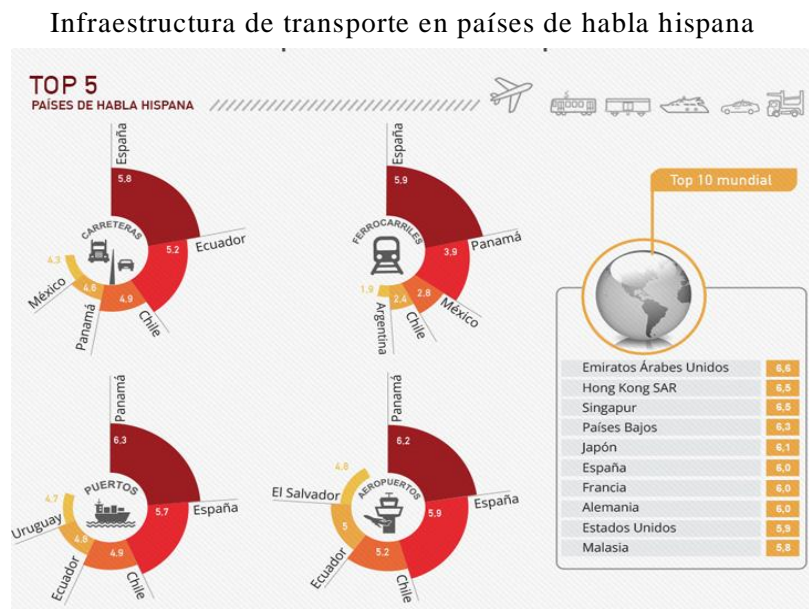 Infraestructura de transporte en países de habla hispana
TOP 5
PAÍSES DE HABLA HISPANA
CARRETERAS
España
5,8
Ecuador
5,2
Chile
4,9
Panamá
4,6
México
4,3
FERROCARRILES
España
5,9
Panamá
3,9
México
2,8
Chile
2,4
Argentina
1,9
PUERTOS
Panamá
6,3
España
5,7
Chile
4,9
Ecuador
4,8
Uruguay
4,7
AEROPUERTOS
Panamá
6,2
España
5,9
Chile
5,2
Ecuador
5
El Salvador
4,8
Top 10 mundial
Emiratos Árabes Unidos 6,6
Hong Kong SAR 6,5
Singapur 6,5
Países Bajos 6,3
Japón 6,1
España 6,0
Francia 6,0
Alemania 6,0
Estados Unidos 5,9
Malasia 5,8